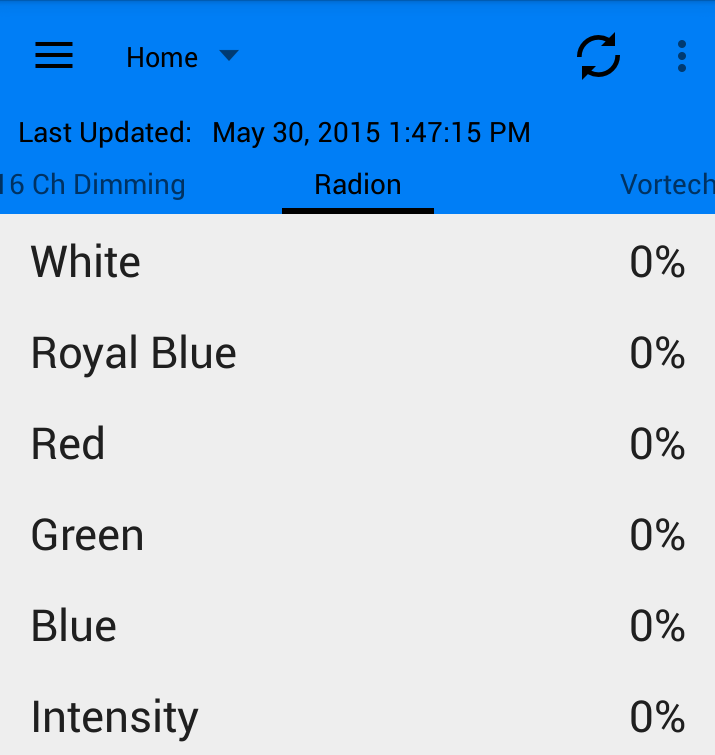 Home
Last Updated: May 30, 2015 1:47:15 PM
16 Ch Dimming Radion Vortech
White 0%
Royal Blue 0%
Red 0%
Green 0%
Blue 0%
Intensity 0%